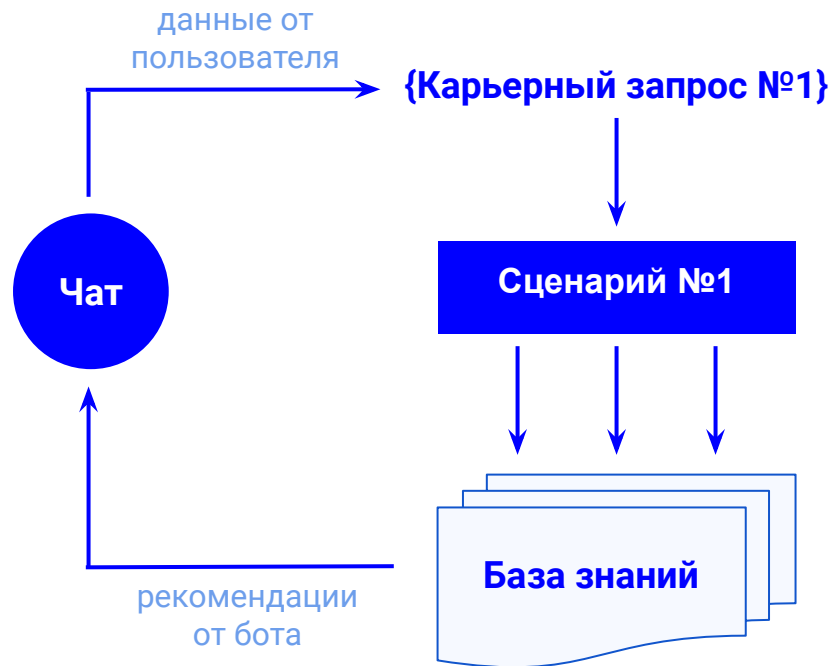 данные от
пользователя
{Карьерный запрос №1}
Чат
Сценарий №1
База знаний
рекомендации
от бота